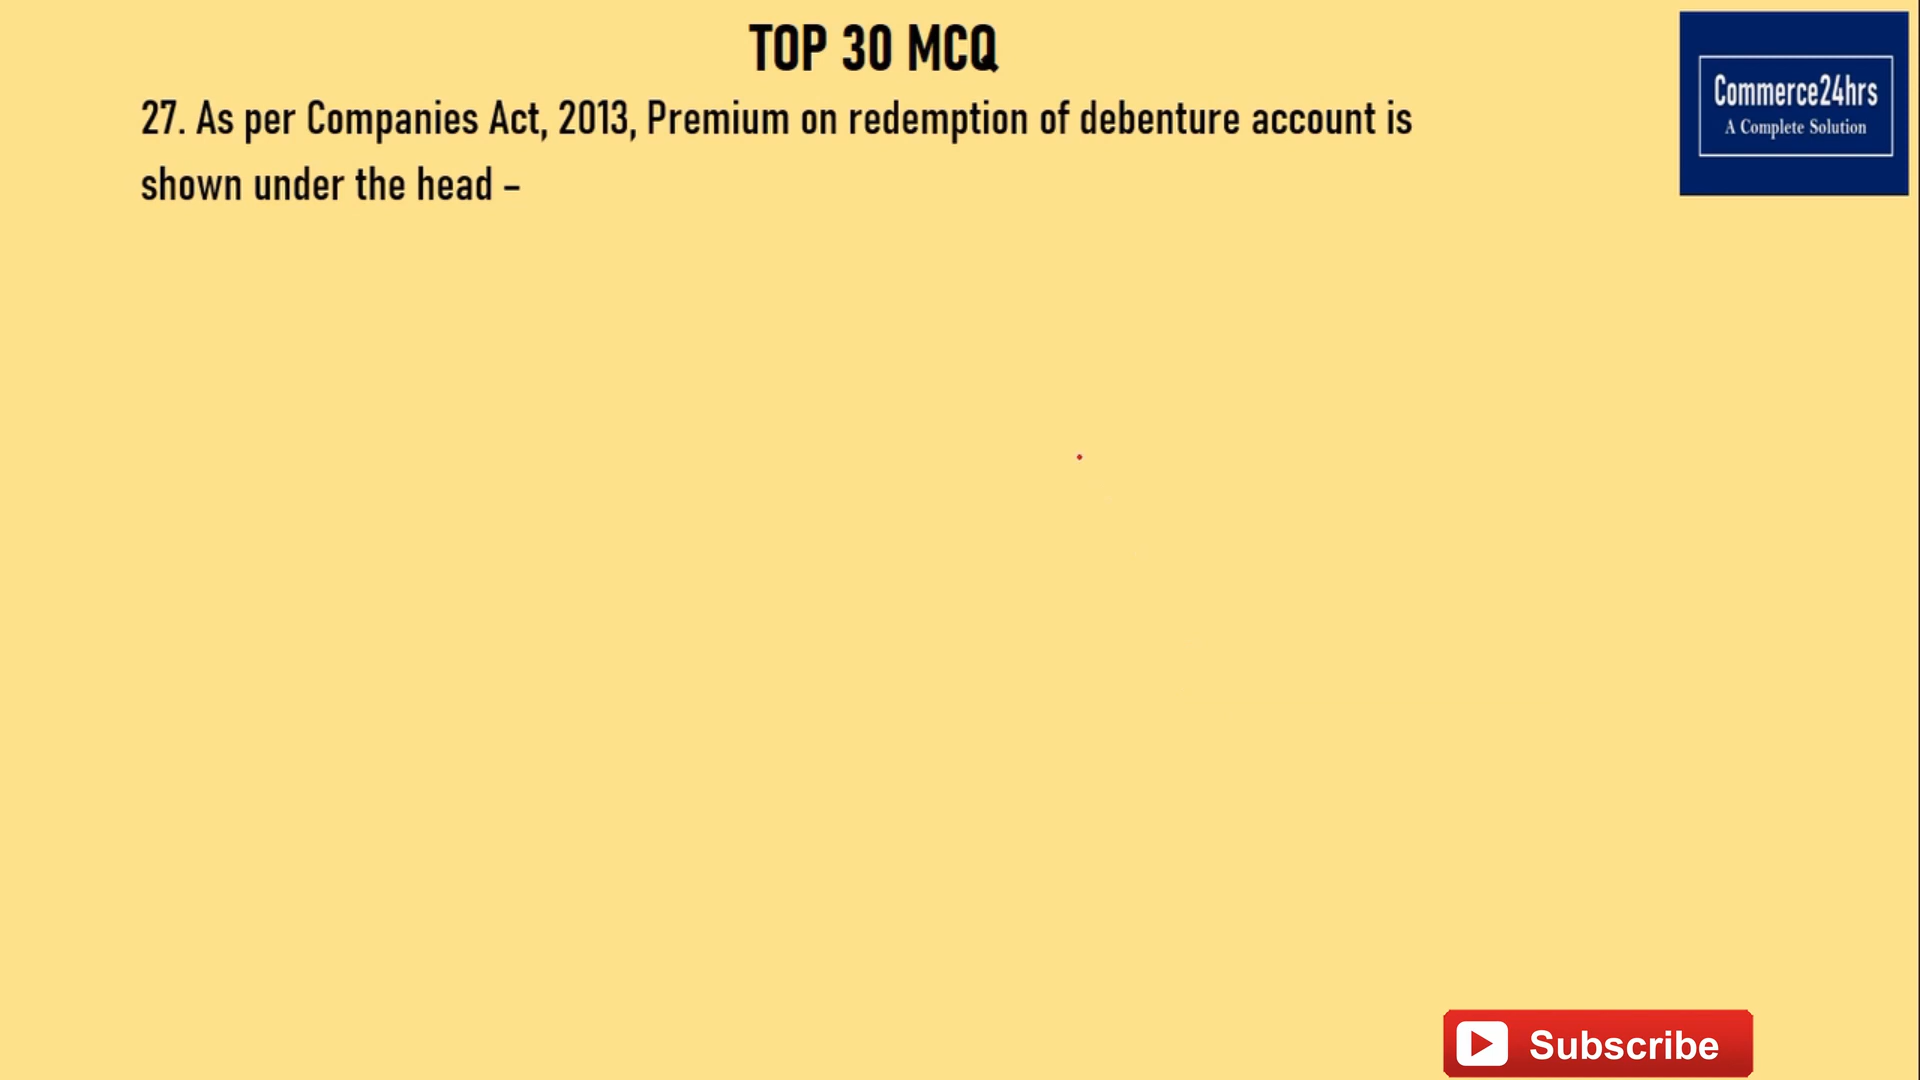 TOP 30 MCQ
Commerce24hrs
A Complete Solution
27. As per Companies Act, 2013, Premium on redemption of debenture account is
shown under the head –
Subscribe